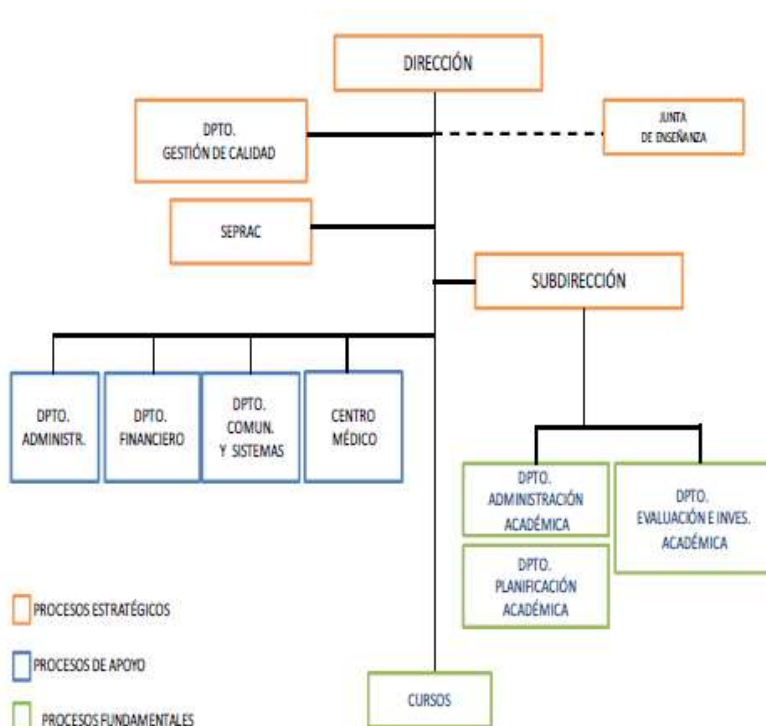 DIRECCIÓN
DPTO.
GESTIÓN DE CALIDAD
JUNTA
DE ENSEÑANZA
SEPRAC
SUBDIRECCIÓN
DPTO.
ADMINISTR.
DPTO.
FINANCIERO
DPTO.
COMUN.
Y SISTEMAS
CENTRO
MÉDICO
DPTO.
ADMINISTRACIÓN
ACADÉMICA
DPTO.
EVALUACIÓN E INVES.
ACADÉMICA
DPTO.
PLANIFICACIÓN
ACADÉMICA
PROCESOS ESTRATÉGICOS
PROCESOS DE APOYO
PROCESOS FUNDAMENTALES
CURSOS